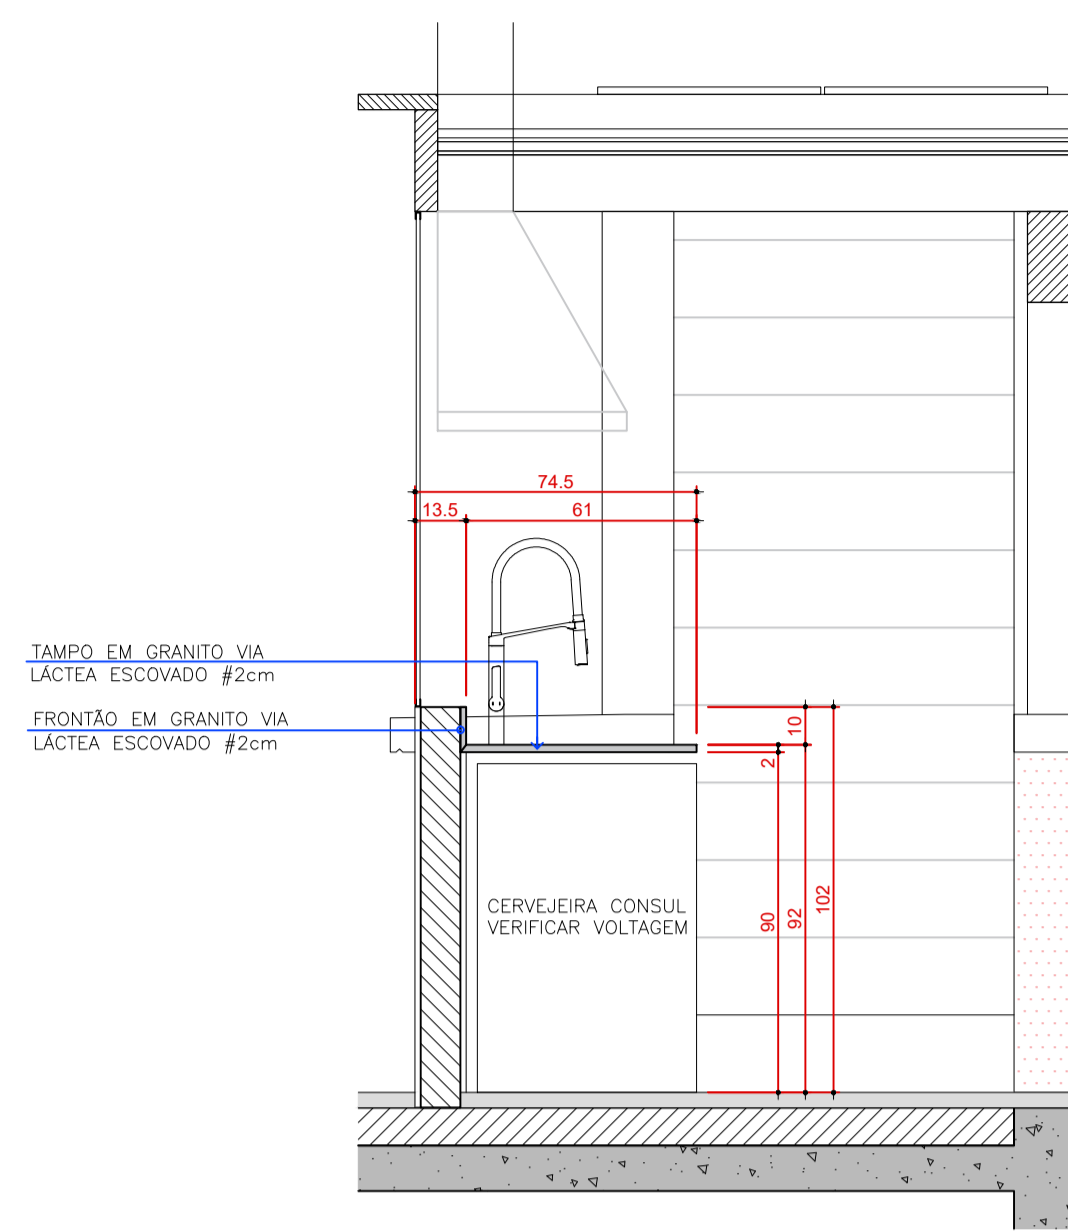 74.5
13.5
61
TAMPO EM GRANITO VIA
LÁCTEA ESCOVADO #2cm
FRONTÃO EM GRANITO VIA
LÁCTEA ESCOVADO #2cm
10
2
CERVEJEIRA CONSUL
VERIFICAR VOLTAGEM
90
92
102